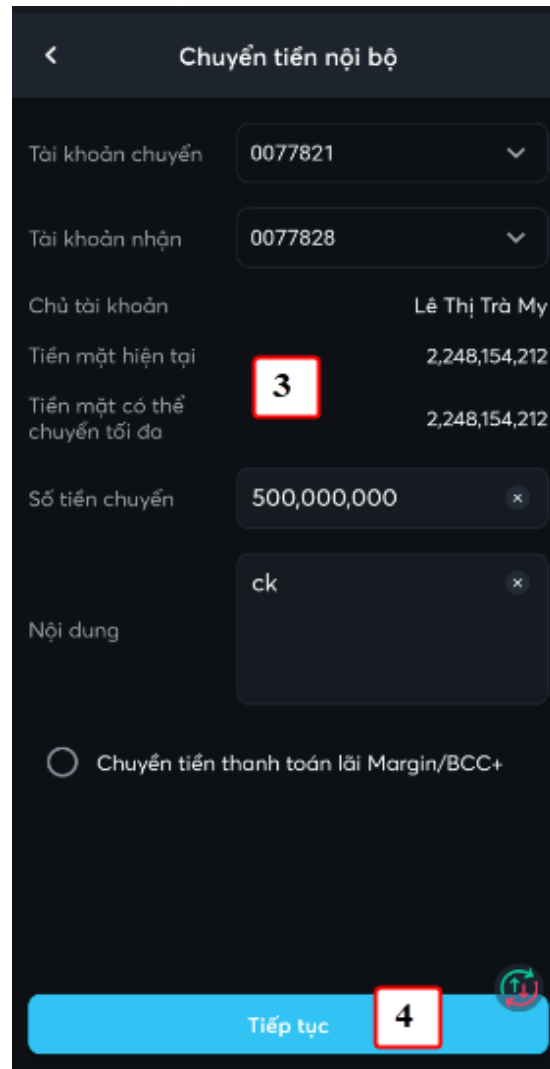 Chuyển tiền nội bộ
Tài khoản chuyển 0077821
Tài khoản nhận 0077828
Chủ tài khoản Lê Thị Trà My
Tiền mặt hiện tại 2,248,154,212
3
Tiền mặt có thể
chuyển tối đa 2,248,154,212
Số tiền chuyển 500,000,000
ck
Nội dung
Chuyển tiền thanh toán lãi Margin/BCC+
Tiếp tục 4